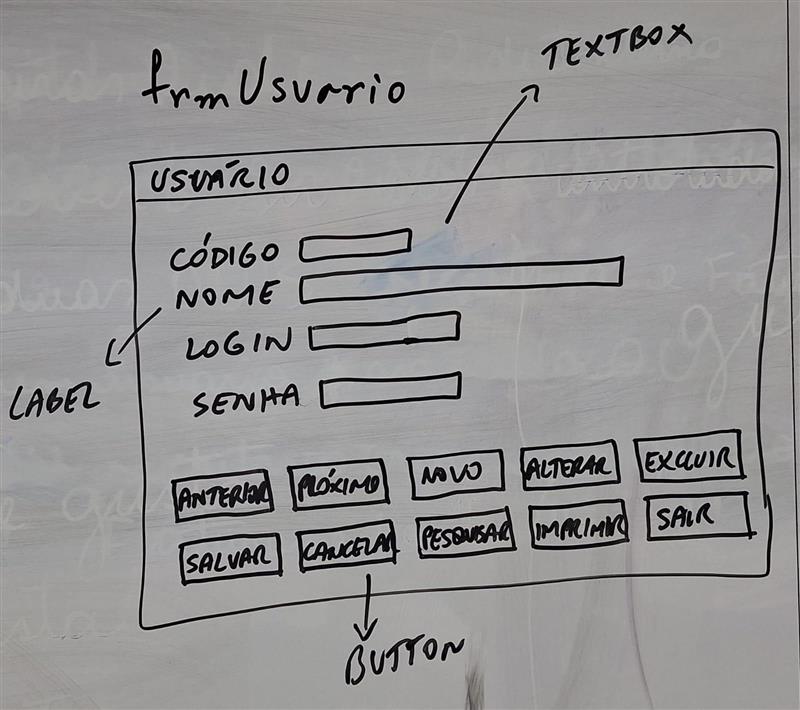 TEXTBOX
frmUsuario
USUÁRIO
CÓDIGO
NOME
LOGIN
LABEL
SENHA
ANTERIOR PRÓXIMO NOVO ALTERAR EXCLUIR
SALVAR CANCELAR PESQUISAR IMPRIMIR SAIR
BUTTON